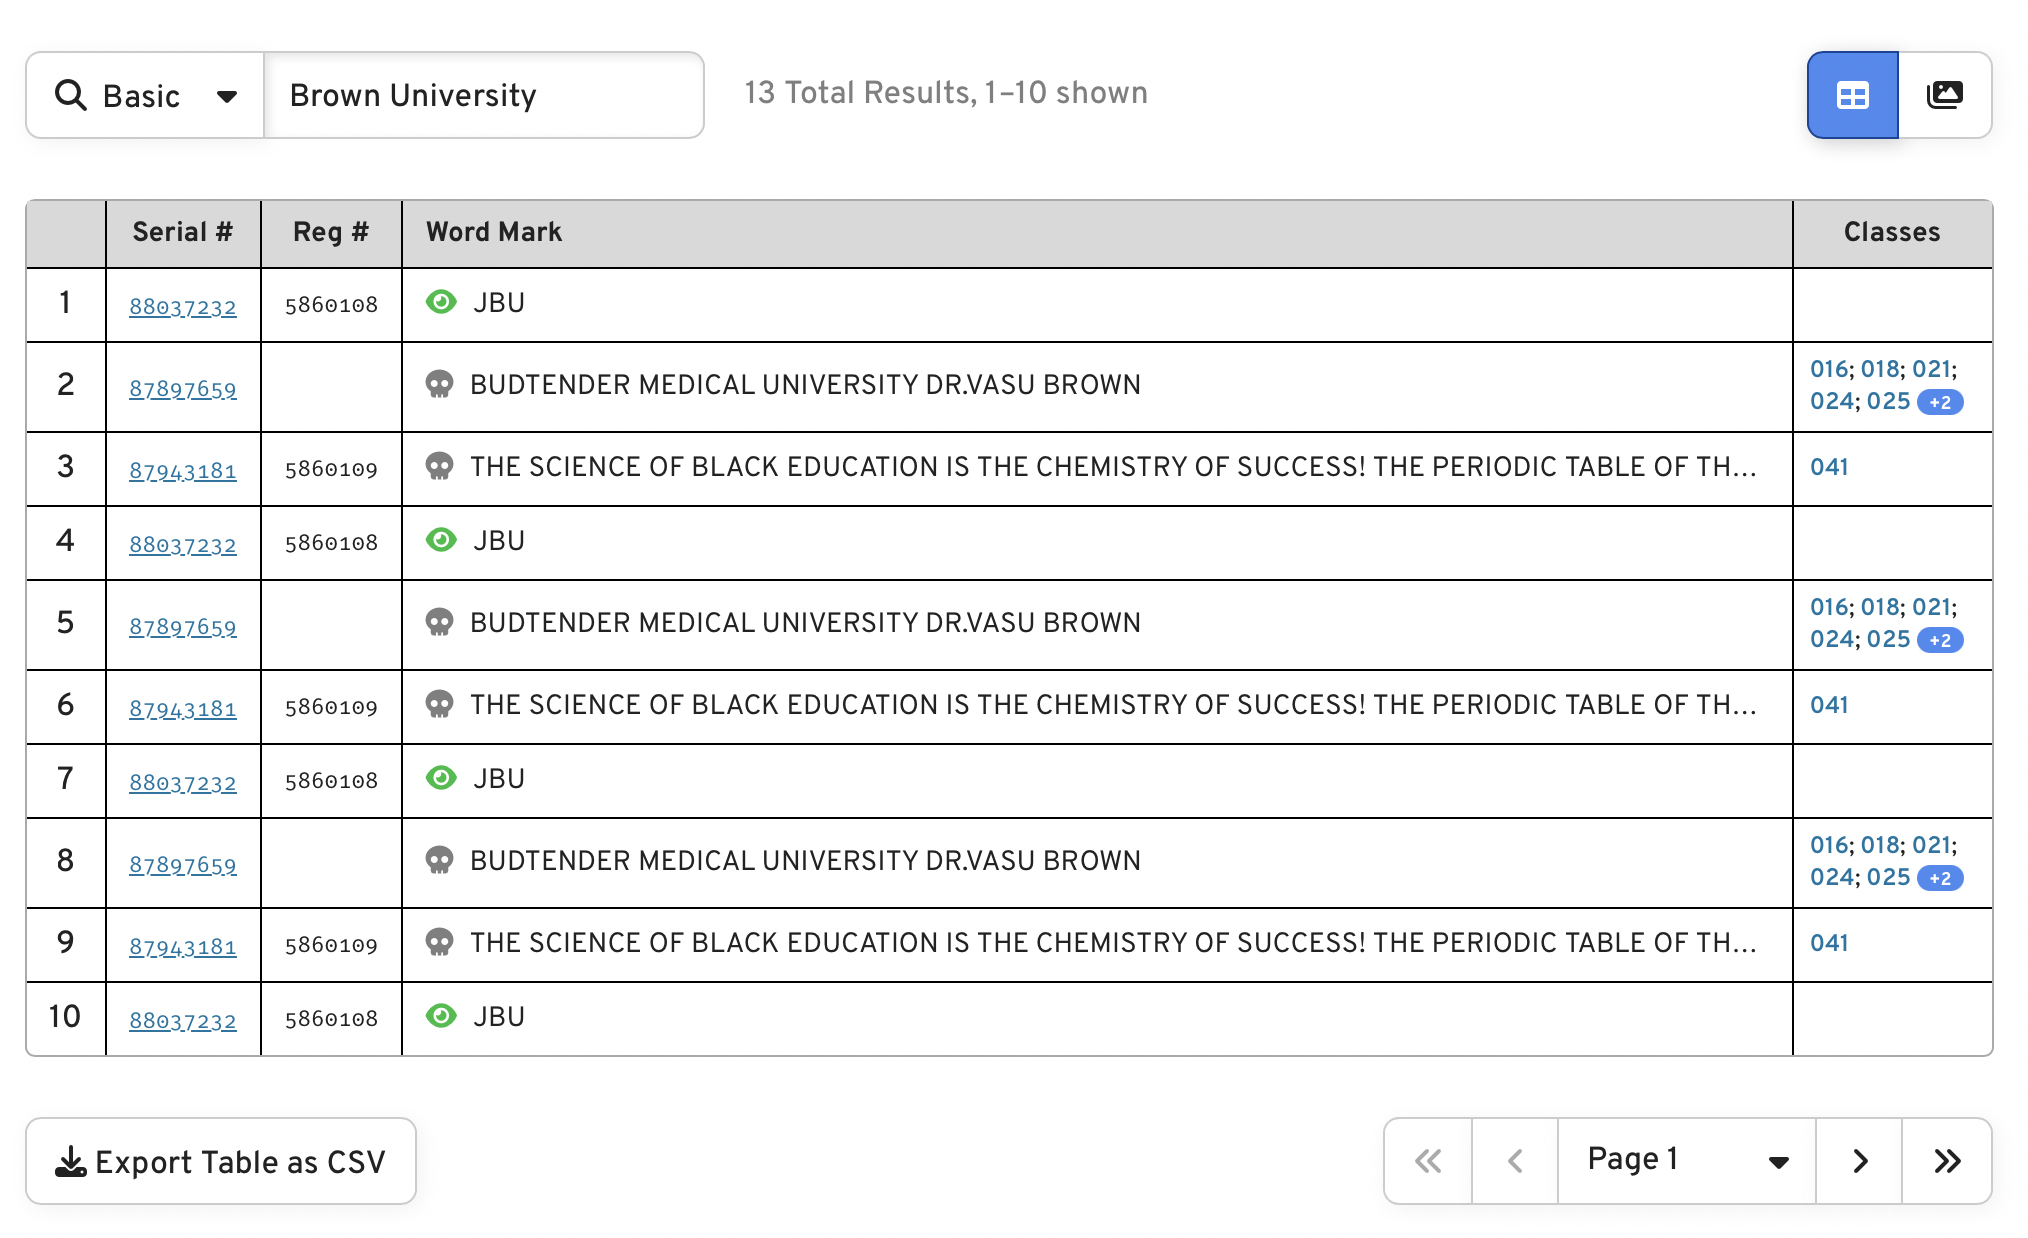 Basic Brown University 13 Total Results, 1–10 shown
Serial # Reg # Word Mark Classes
1 88037232 5860108 JBU
2 87897659 BUDTENDER MEDICAL UNIVERSITY DR.VASU BROWN 016; 018; 021;
024; 025 +2
3 87943181 5860109 THE SCIENCE OF BLACK EDUCATION IS THE CHEMISTRY OF SUCCESS! THE PERIODIC TABLE OF TH... 041
4 88037232 5860108 JBU
5 87897659 BUDTENDER MEDICAL UNIVERSITY DR.VASU BROWN 016; 018; 021;
024; 025 +2
6 87943181 5860109 THE SCIENCE OF BLACK EDUCATION IS THE CHEMISTRY OF SUCCESS! THE PERIODIC TABLE OF TH... 041
7 88037232 5860108 JBU
8 87897659 BUDTENDER MEDICAL UNIVERSITY DR.VASU BROWN 016; 018; 021;
024; 025 +2
9 87943181 5860109 THE SCIENCE OF BLACK EDUCATION IS THE CHEMISTRY OF SUCCESS! THE PERIODIC TABLE OF TH... 041
10 88037232 5860108 JBU
Export Table as CSV Page 1